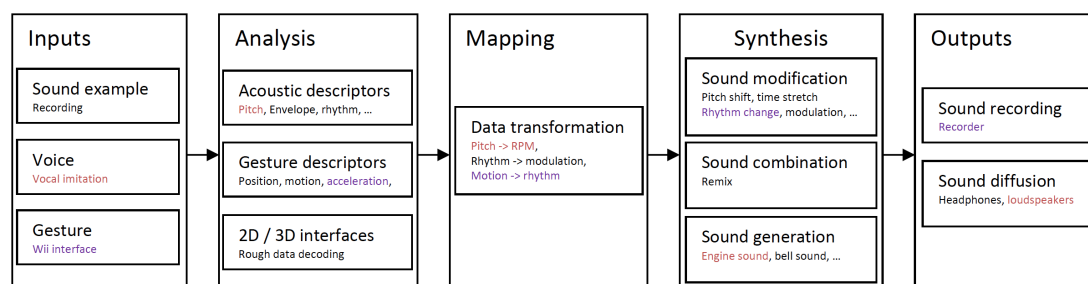 Inputs
Sound example
Recording
Voice
Vocal imitation
Gesture
Wii interface
Analysis
Acoustic descriptors
Pitch, Envelope, rhythm, ...
Gesture descriptors
Position, motion, acceleration,
2D / 3D interfaces
Rough data decoding
Mapping
Data transformation
Pitch -> RPM,
Rhythm -> modulation,
Motion -> rhythm
Synthesis
Sound modification
Pitch shift, time stretch
Rhythm change, modulation, ...
Sound combination
Remix
Sound generation
Engine sound, bell sound, ...
Outputs
Sound recording
Recorder
Sound diffusion
Headphones, loudspeakers